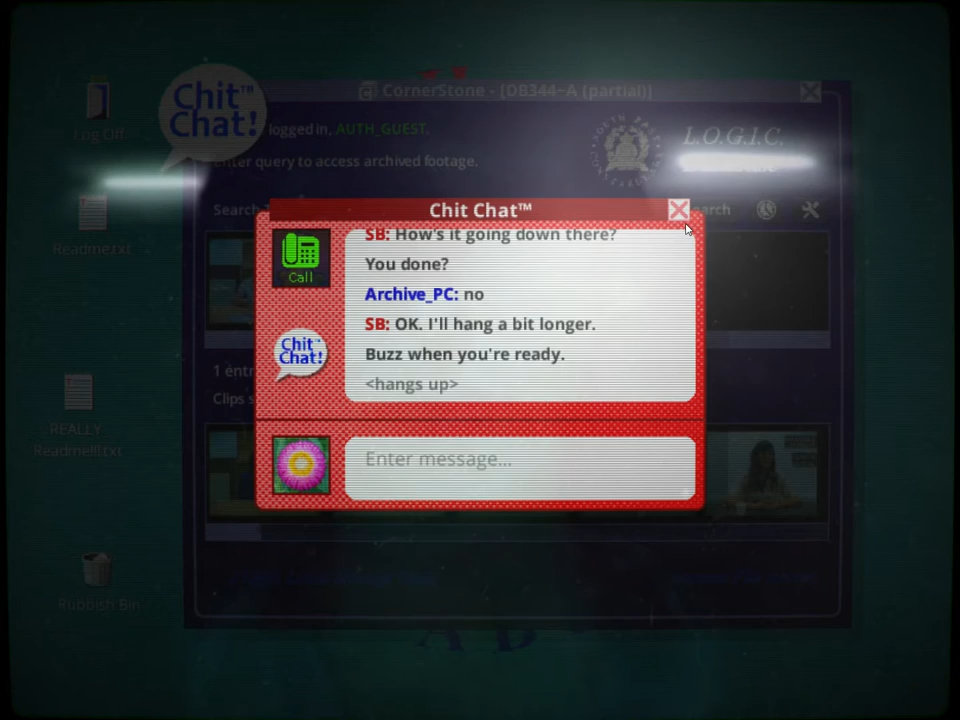 Chit™
Chat!
CornerStone - [DB344~A (partial)]
Log Off
logged in, AUTH_GUEST.
Enter query to access archived footage.
L.O.G.I.C.
Search
Readme.txt
Chit Chat™
SB: How's it going down there?
You done?
Call
Archive_PC: no
SB: OK. I'll hang a bit longer.
Chit™
Chat!
Buzz when you're ready.
<hangs up>
1 entr
Clips s
REALLY
Readme!!!.txt
Enter message...
Rubbish Bin